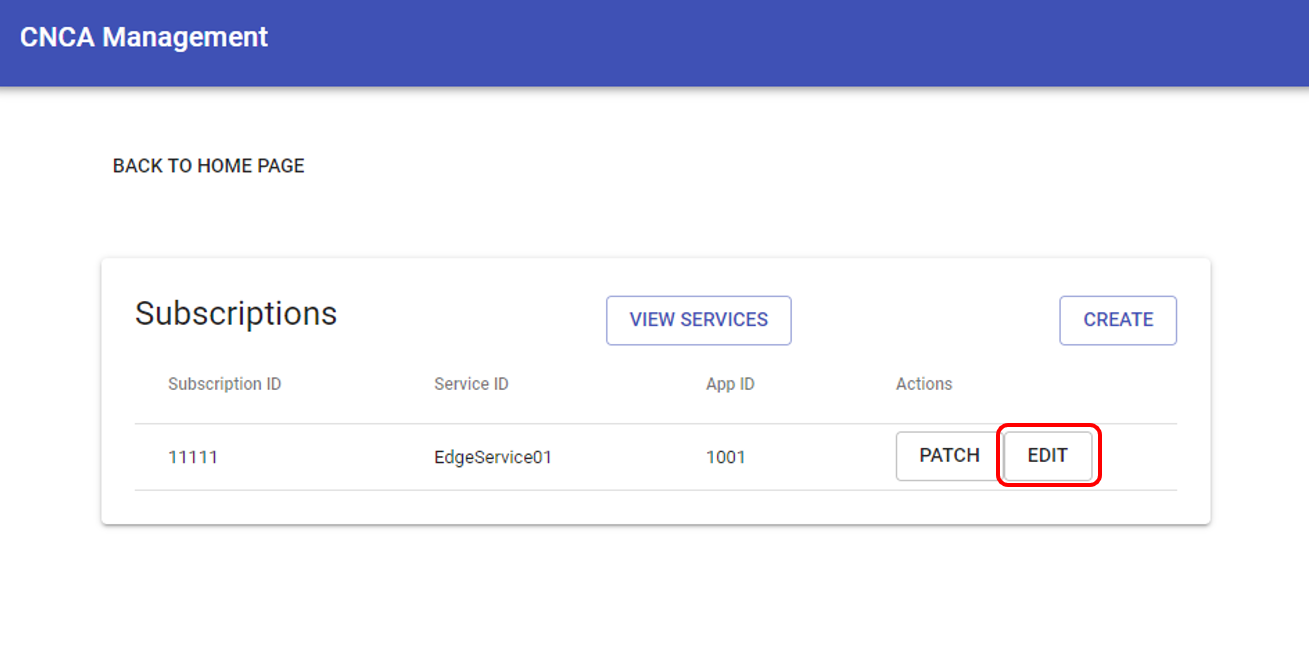 CNCA Management
BACK TO HOME PAGE
Subscriptions
VIEW SERVICES
CREATE
Subscription ID
Service ID
App ID
Actions
11111
EdgeService01
1001
PATCH
EDIT